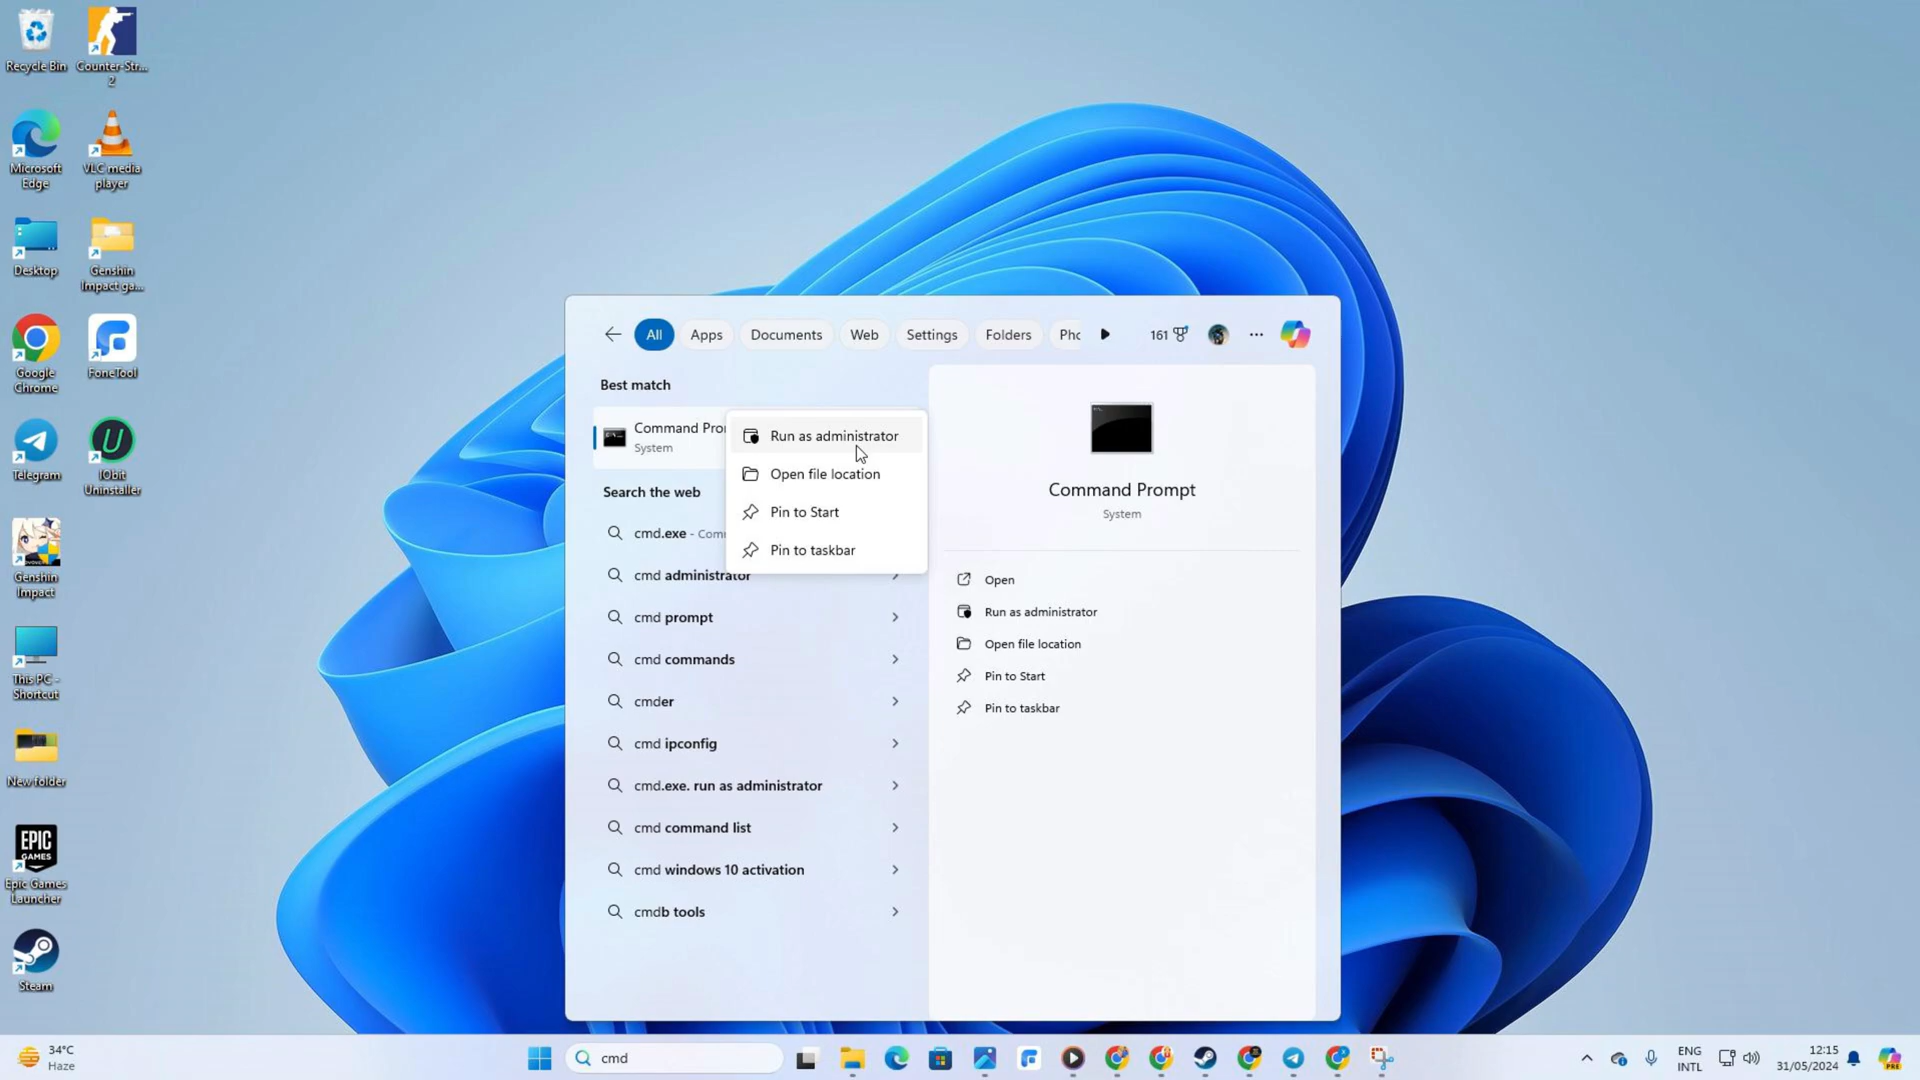 Recycle Bin
Counter-Str...
2
Microsoft
Edge
VLC media
player
Desktop
Genshin
Impact ga...
Google
Chrome
FoneTool
Telegram
IObit
Uninstaller
Genshin
Impact
This PC -
Shortcut
New folder
EPIC
GAMES
Epic Games
Launcher
Steam
All
Apps
Documents
Web
Settings
Folders
Pho
161
Best match
Command Pro
System
Run as administrator
Open file location
Pin to Start
Pin to taskbar
Search the web
cmd.exe - Com
cmd administrator
cmd prompt
cmd commands
cmder
cmd ipconfig
cmd.exe. run as administrator
cmd command list
cmd windows 10 activation
cmdb tools
Command Prompt
System
Open
Run as administrator
Open file location
Pin to Start
Pin to taskbar
34°C
Haze
cmd
ENG
INTL
12:15
31/05/2024
PRE